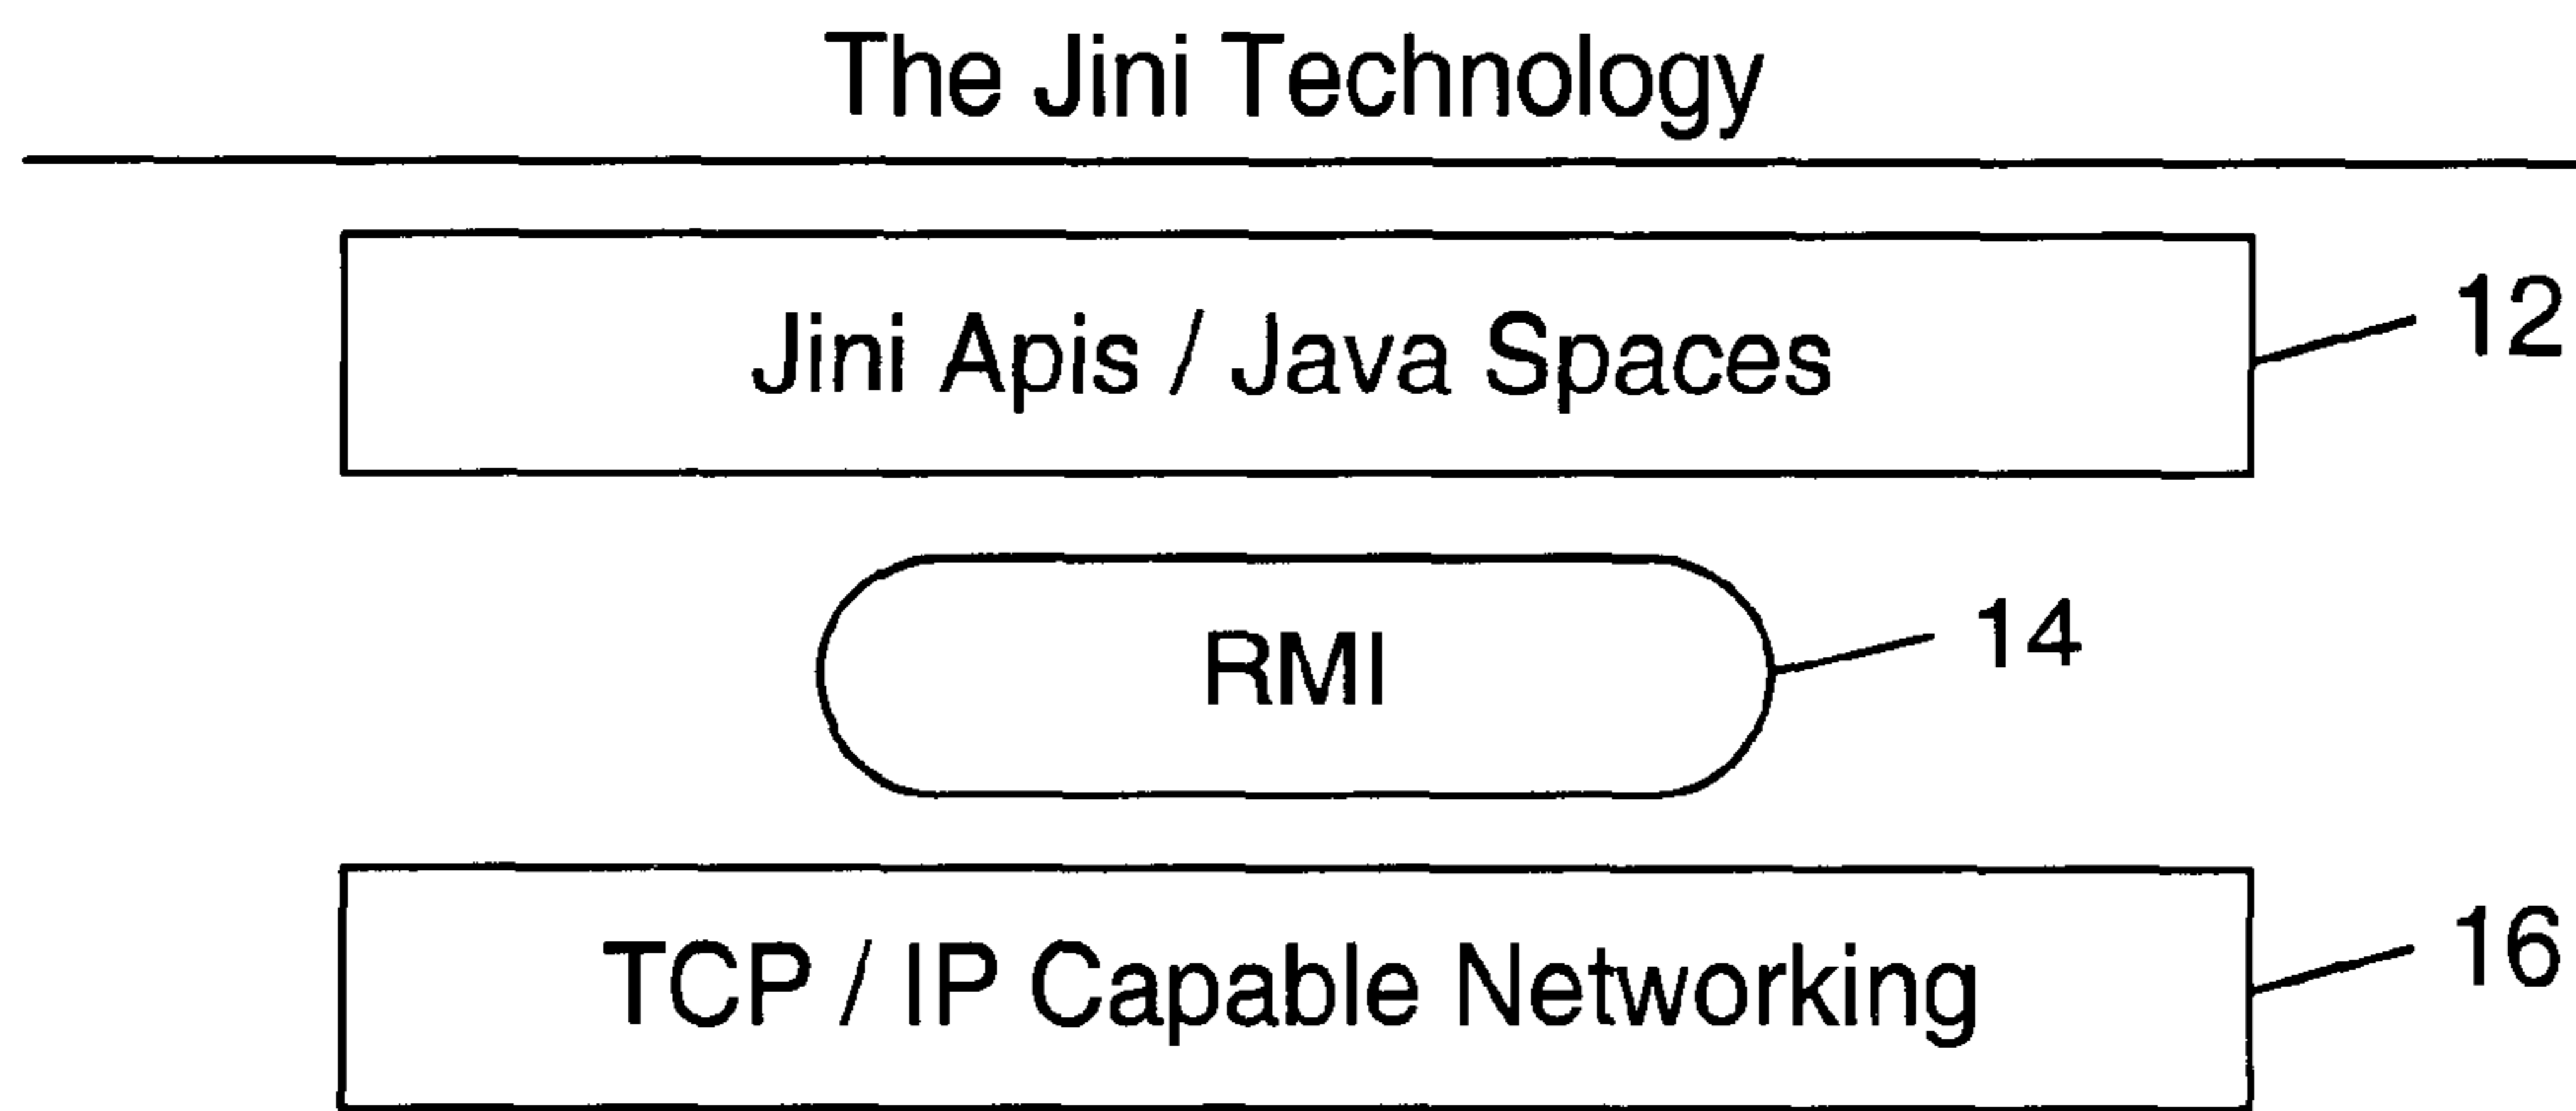 The Jini Technology
Jini Apis / Java Spaces
12
RMI
14
TCP / IP Capable Networking
16